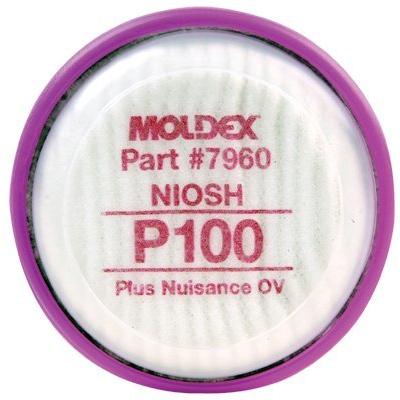 MOLDEX
Part #7960
NIOSH
P100
Plus Nuisance OV